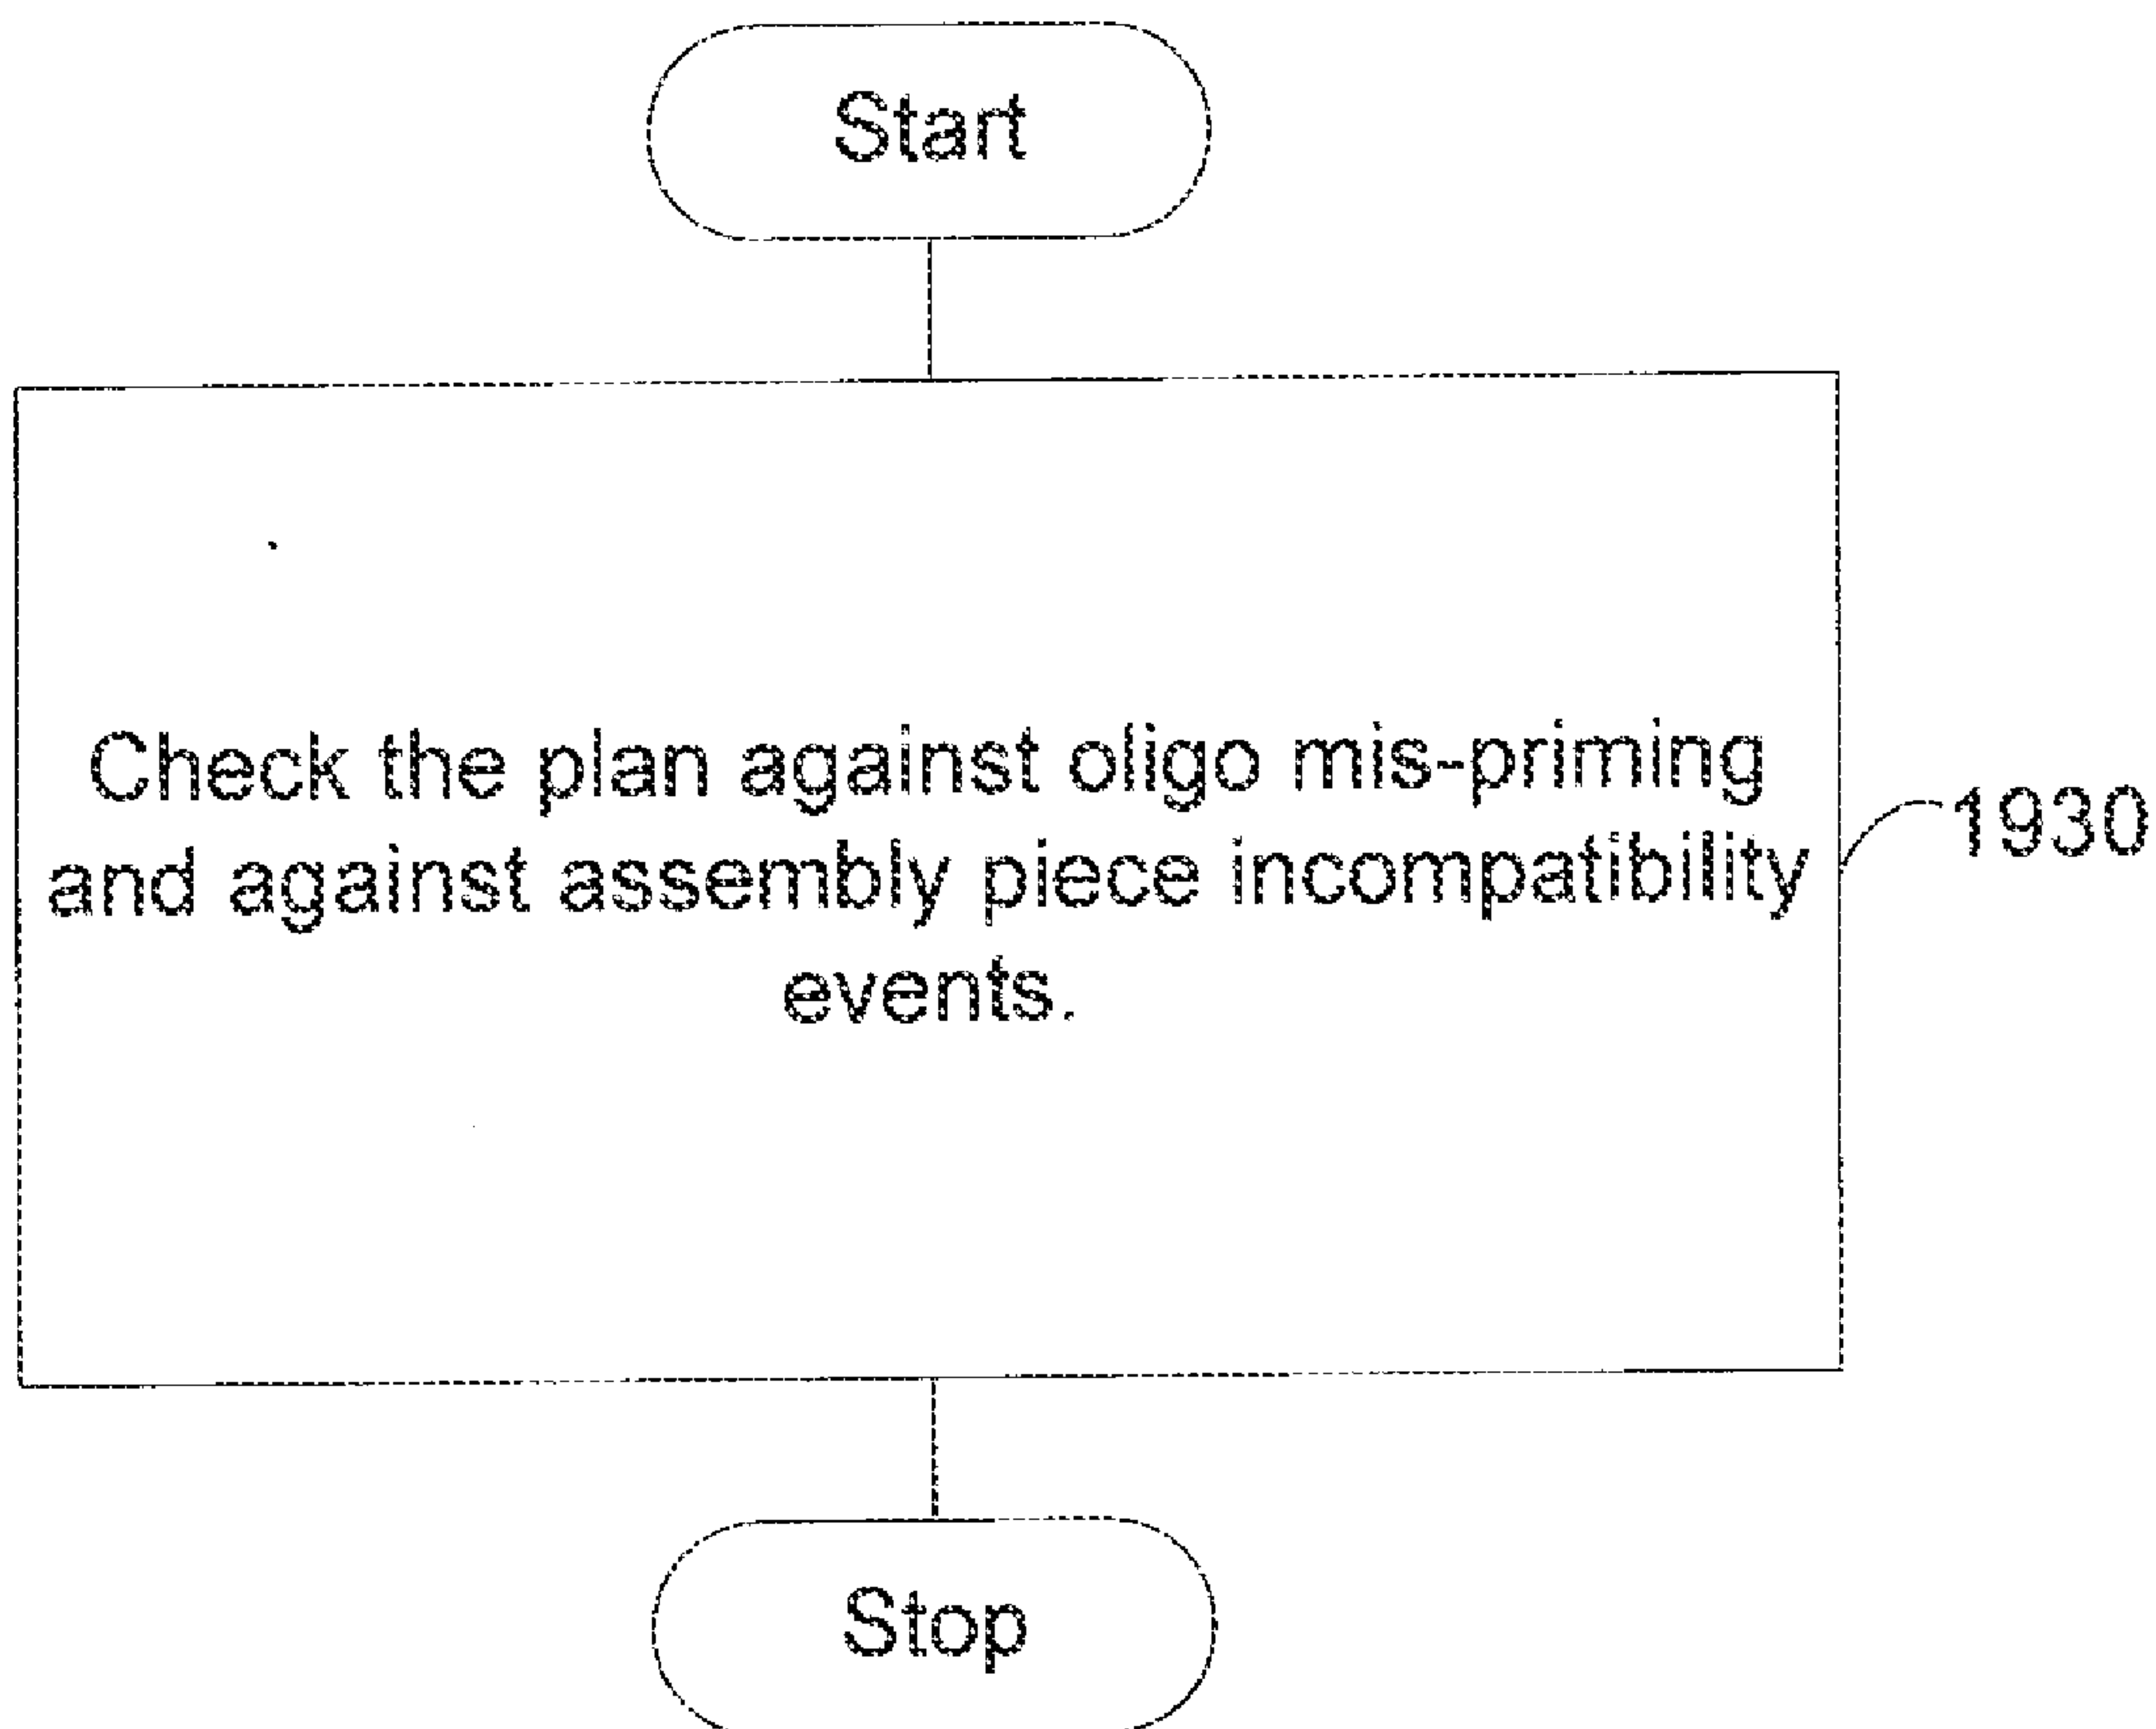 Start
Check the plan against oligo mis-priming
and against assembly piece incompatibility
events.
1930
Stop